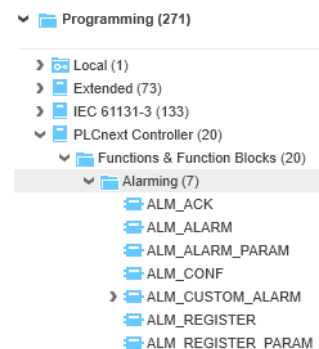 Programming (271)
Local (1)
Extended (73)
IEC 61131-3 (133)
PLCnext Controller (20)
Functions & Function Blocks (20)
Alarming (7)
ALM_ACK
ALM_ALARM
ALM_ALARM_PARAM
ALM_CONF
ALM_CUSTOM_ALARM
ALM_REGISTER
ALM_REGISTER_PARAM